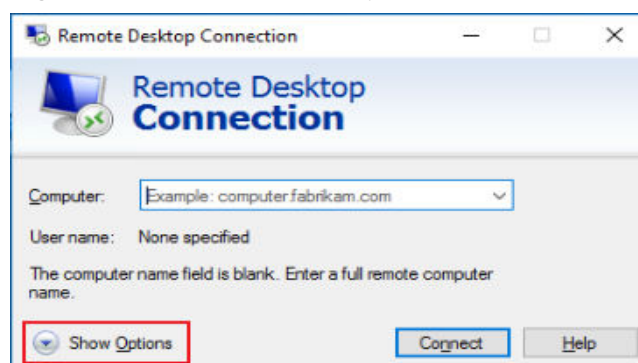 Remote Desktop Connection
Remote Desktop
Connection
Computer: Example: computer.fabrikam.com
User name: None specified
The computer name field is blank. Enter a full remote computer
name.
Show Options Connect Help